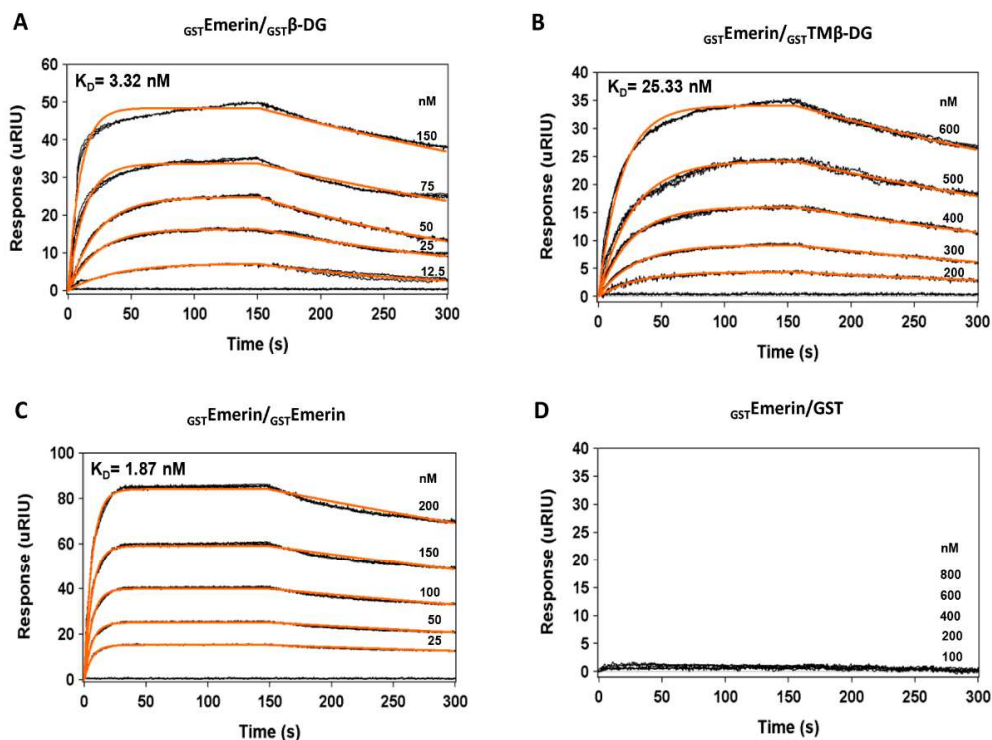 A
GSTEmerin/GSTβ-DG
KD= 3.32 nM
nM
150
75
50
25
12.5
Response (uRIU)
60
50
40
30
20
10
0
0 50 100 150 200 250 300
Time (s)
B
GSTEmerin/GSTTMβ-DG
KD= 25.33 nM
nM
600
500
400
300
200
Response (uRIU)
40
35
30
25
20
15
10
5
0
0 50 100 150 200 250 300
Time (s)
C
GSTEmerin/GSTEmerin
KD= 1.87 nM
nM
200
150
100
50
25
Response (uRIU)
100
80
60
40
20
0
0 50 100 150 200 250 300
Time (s)
D
GSTEmerin/GST
nM
800
600
400
200
100
Response (uRIU)
40
35
30
25
20
15
10
5
0
0 50 100 150 200 250 300
Time (s)